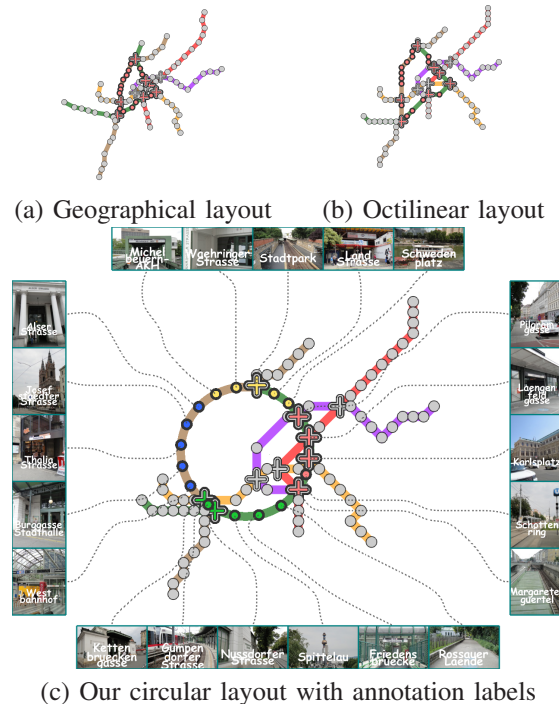 (a) Geographical layout
(b) Octilinear layout
Michel
beuern-
AKH
Waehringer
Strasse
Stadtpark
Land
Strasse
Schweden
platz
Alser
Strasse
Josef
staedter
Strasse
Thalia
Strasse
Burggasse
Stadthalle
West
bahnhof
Pilgram
gasse
Laengen
feld
gasse
Karlsplatz
Schotten
ring
Margareten
guertel
Ketten
bruecken
gasse
Gumpen
dorfer
Strasse
Nussdorfer
Strasse
Spittelau
Friedens
bruecke
Rossauer
Laende
(c) Our circular layout with annotation labels